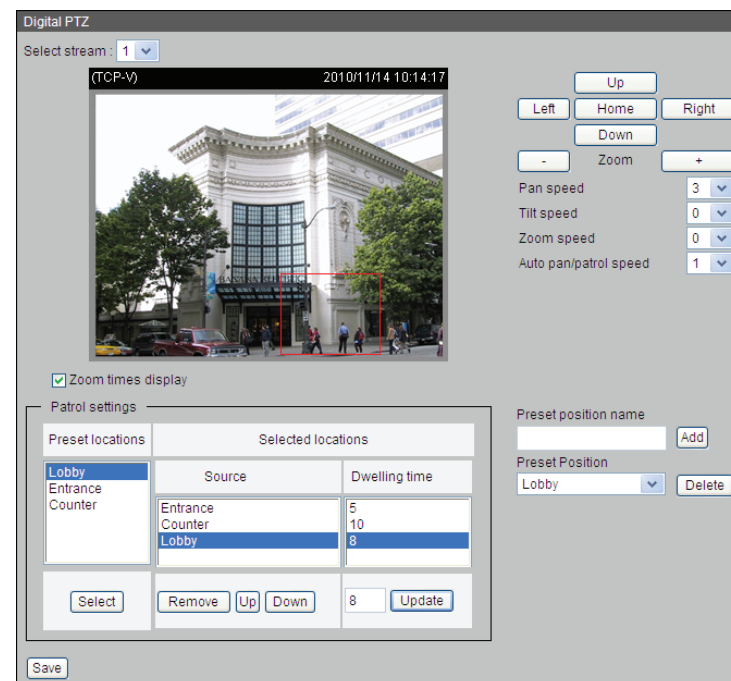 Digital PTZ
Select stream : 1
(TCP-V) 2010/11/14 10:14:17
Up
Left Home Right
Down
- Zoom +
Pan speed 3
Tilt speed 0
Zoom speed 0
Auto pan/patrol speed 1
Zoom times display
Patrol settings
Preset locations Selected locations
Lobby
Entrance
Counter
Source Dwelling time
Entrance 5
Counter 10
Lobby 8
Select Remove Up Down 8 Update
Preset position name
Add
Preset Position
Lobby Delete
Save